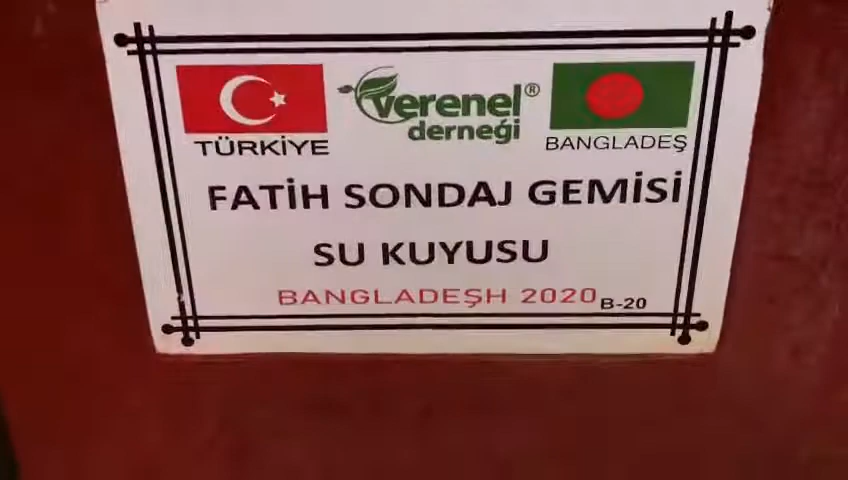 verenel®
derneği
TÜRKİYE
BANGLADEŞ
FATİH SONDAJ GEMİSİ
SU KUYUSU
BANGLADEŞH 2020 B-20